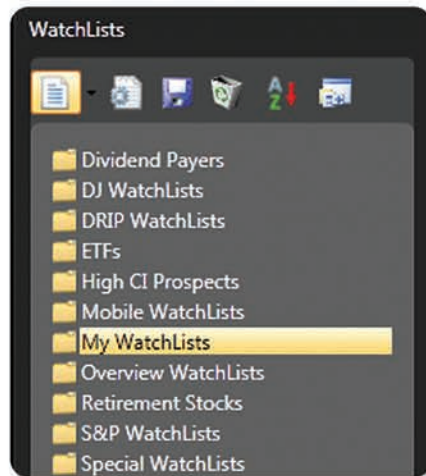 WatchLists
A
Z
Dividend Payers
DJ WatchLists
DRIP WatchLists
ETFs
High CI Prospects
Mobile WatchLists
My WatchLists
Overview WatchLists
Retirement Stocks
S&P WatchLists
Special WatchLists